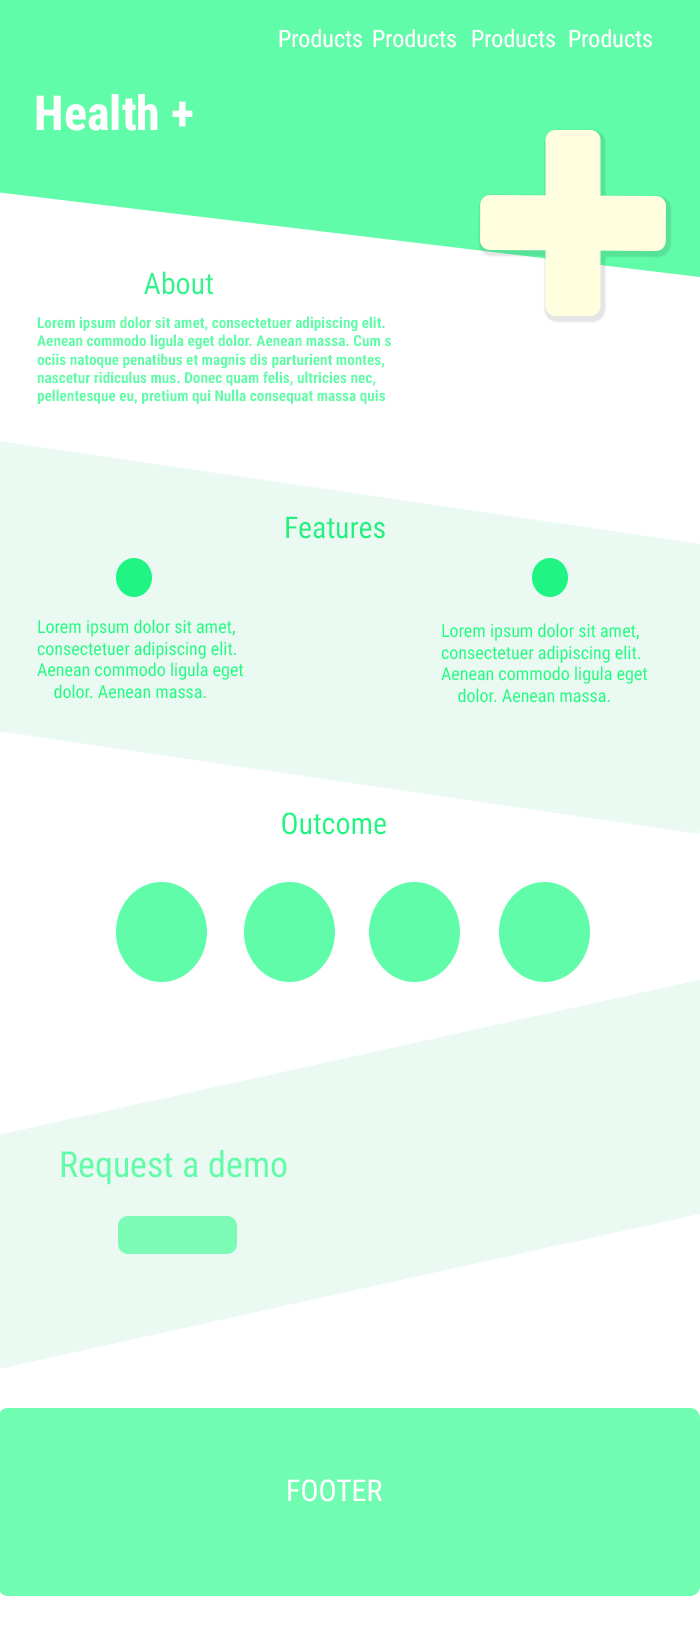 Products Products Products Products
Health +
About
Lorem ipsum dolor sit amet, consectetuer adipiscing elit.
Aenean commodo ligula eget dolor. Aenean massa. Cum s
ociis natoque penatibus et magnis dis parturient montes,
nascetur ridiculus mus. Donec quam felis, ultricies nec,
pellentesque eu, pretium qui Nulla consequat massa quis
Features
Lorem ipsum dolor sit amet,
consectetuer adipiscing elit.
Aenean commodo ligula eget
dolor. Aenean massa.
Lorem ipsum dolor sit amet,
consectetuer adipiscing elit.
Aenean commodo ligula eget
dolor. Aenean massa.
Outcome
Request a demo
FOOTER